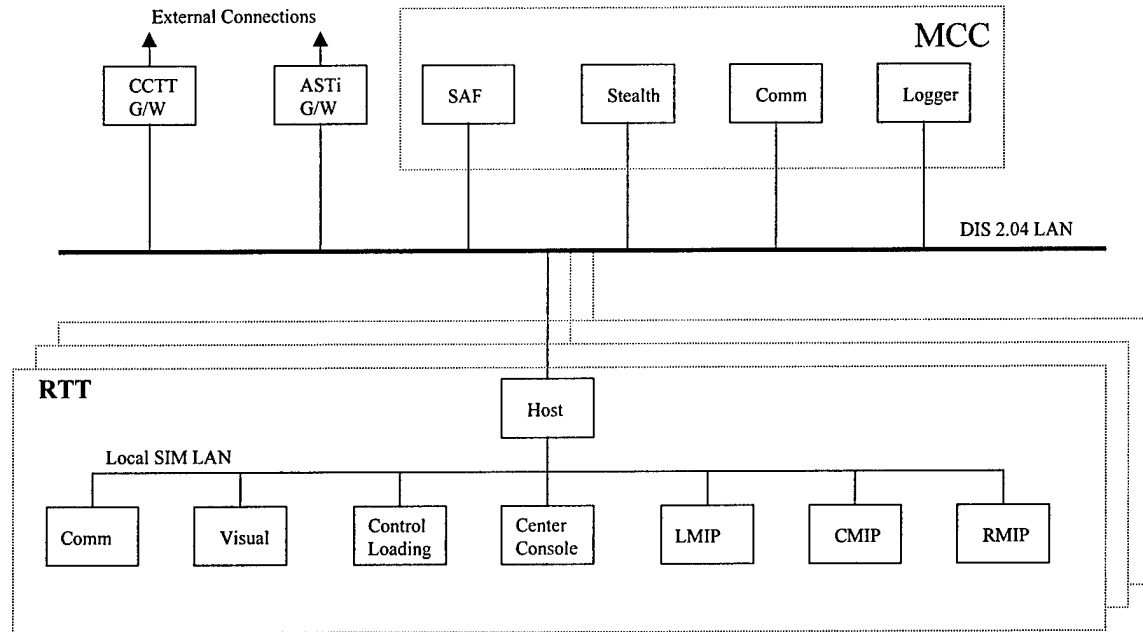 External Connections
MCC
CCTT
G/W
ASTi
G/W
SAF
Stealth
Comm
Logger
DIS 2.04 LAN
RTT
Host
Local SIM LAN
Comm
Visual
Control
Loading
Center
Console
LMIP
CMIP
RMIP